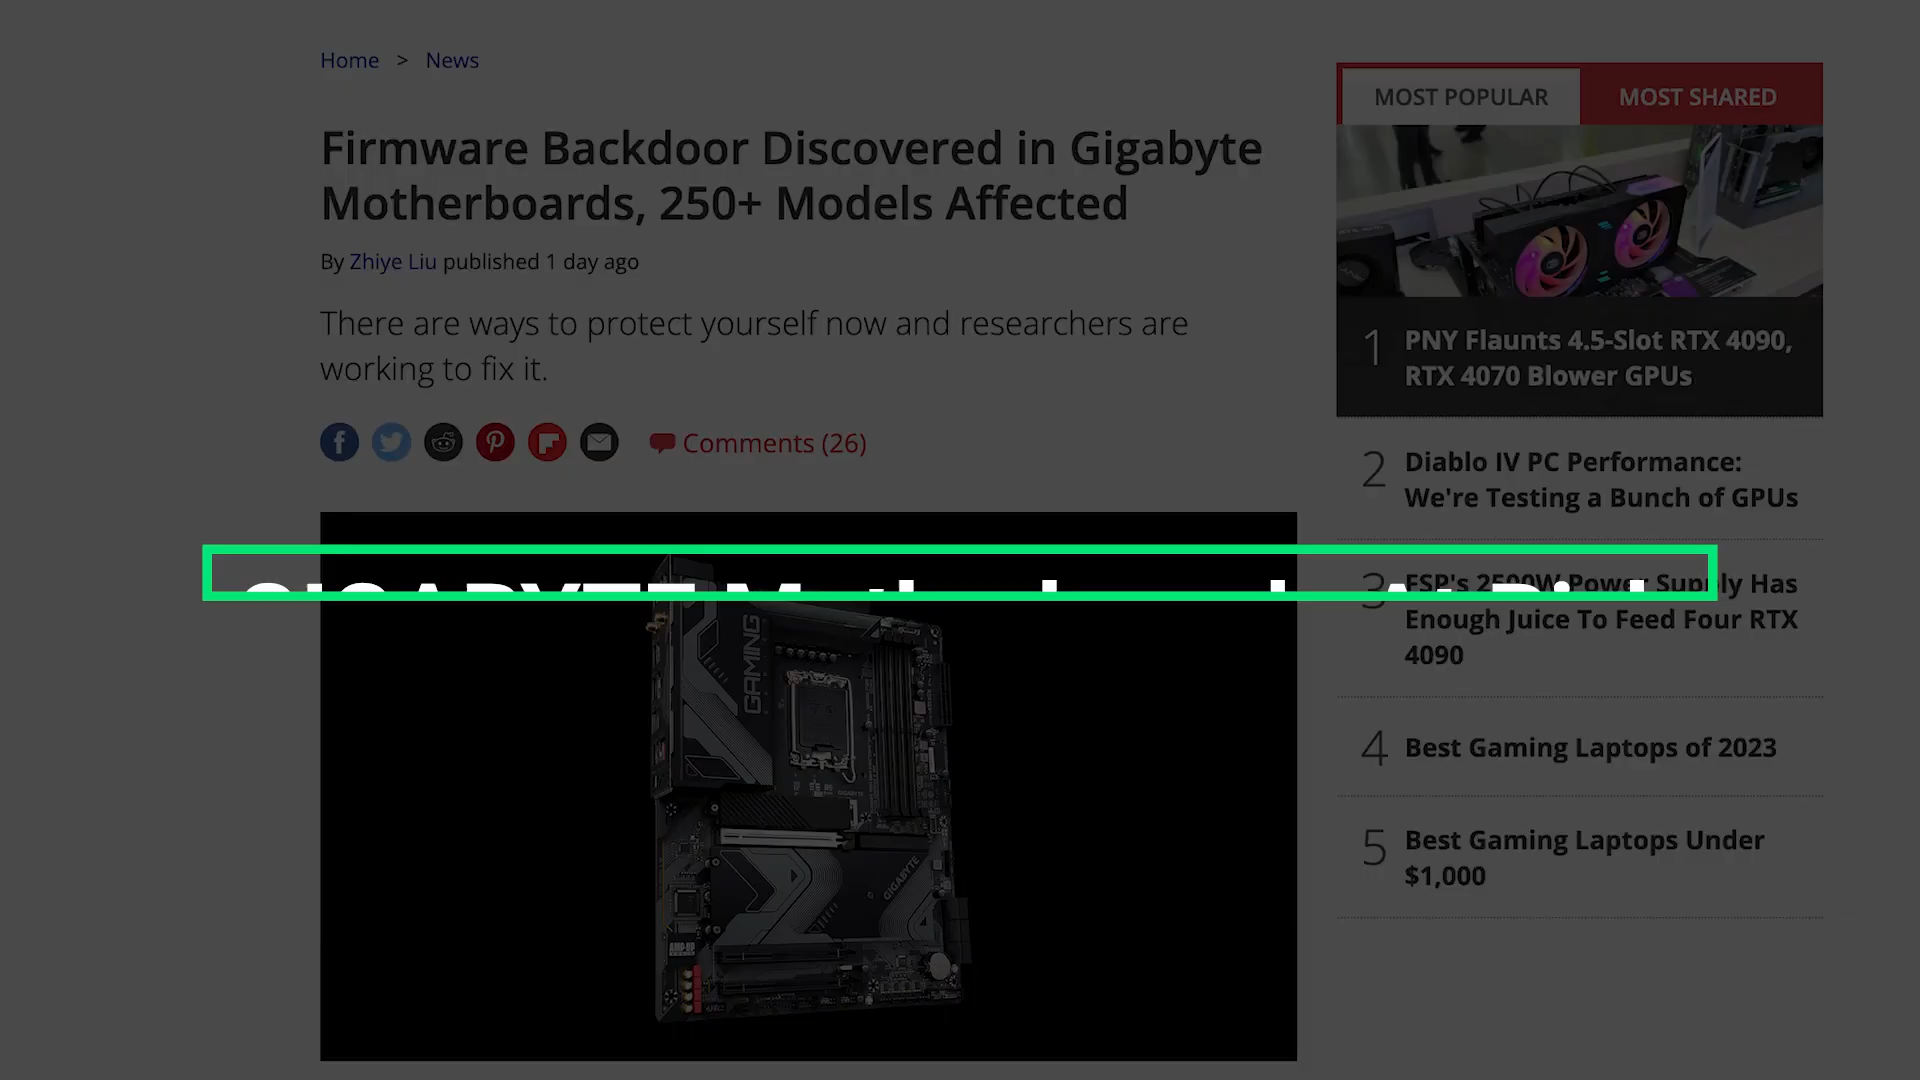 Home > News
Firmware Backdoor Discovered in Gigabyte
Motherboards, 250+ Models Affected
By Zhiye Liu published 1 day ago
There are ways to protect yourself now and researchers are
working to fix it.
Comments (26)
GAMING
GIGABYTE
MOST POPULAR MOST SHARED
1 PNY Flaunts 4.5-Slot RTX 4090,
RTX 4070 Blower GPUs
2 Diablo IV PC Performance:
We're Testing a Bunch of GPUs
3 FSP's 2500W Power Supply Has
Enough Juice To Feed Four RTX
4090
4 Best Gaming Laptops of 2023
5 Best Gaming Laptops Under
$1,000